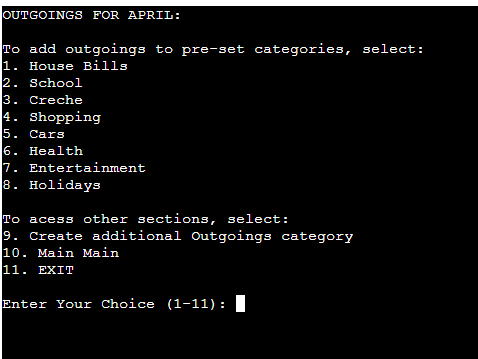 OUTGOINGS FOR APRIL:
To add outgoings to pre-set categories, select:
1. House Bills
2. School
3. Creche
4. Shopping
5. Cars
6. Health
7. Entertainment
8. Holidays
To acess other sections, select:
9. Create additional Outgoings category
10. Main Main
11. EXIT
Enter Your Choice (1-11):